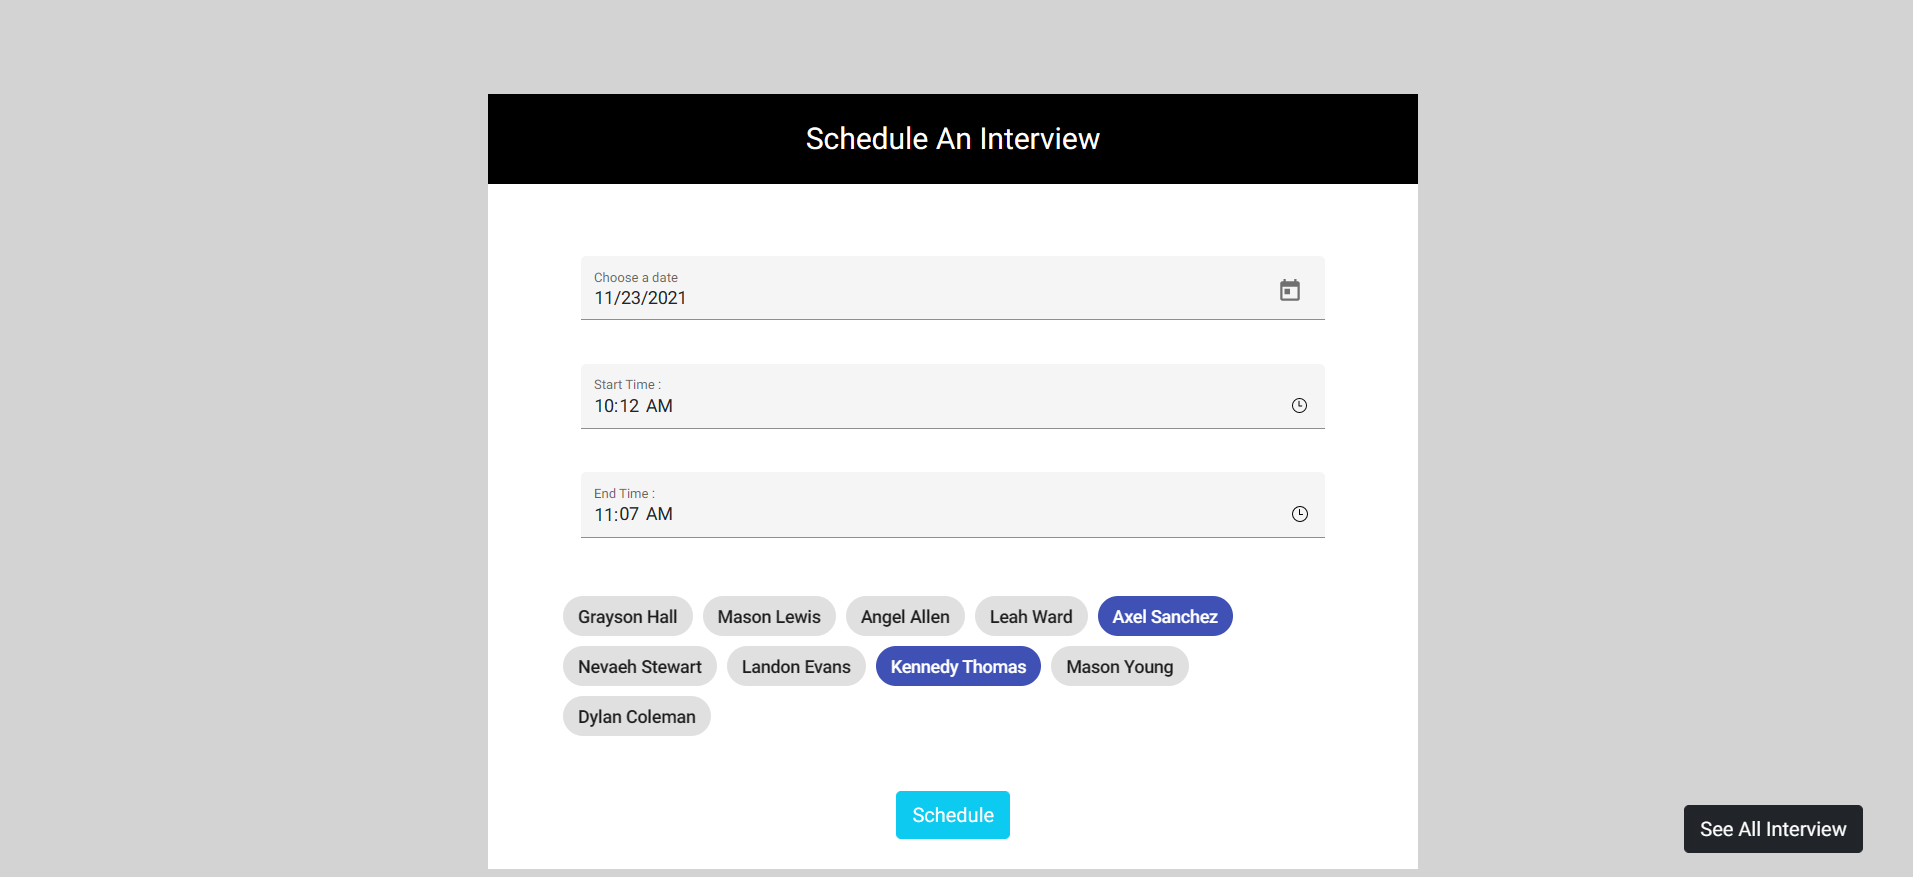 Schedule An Interview
Choose a date
11/23/2021
Start Time :
10:12 AM
End Time :
11:07 AM
Grayson Hall Mason Lewis Angel Allen Leah Ward Axel Sanchez
Nevaeh Stewart Landon Evans Kennedy Thomas Mason Young
Dylan Coleman
Schedule
See All Interview